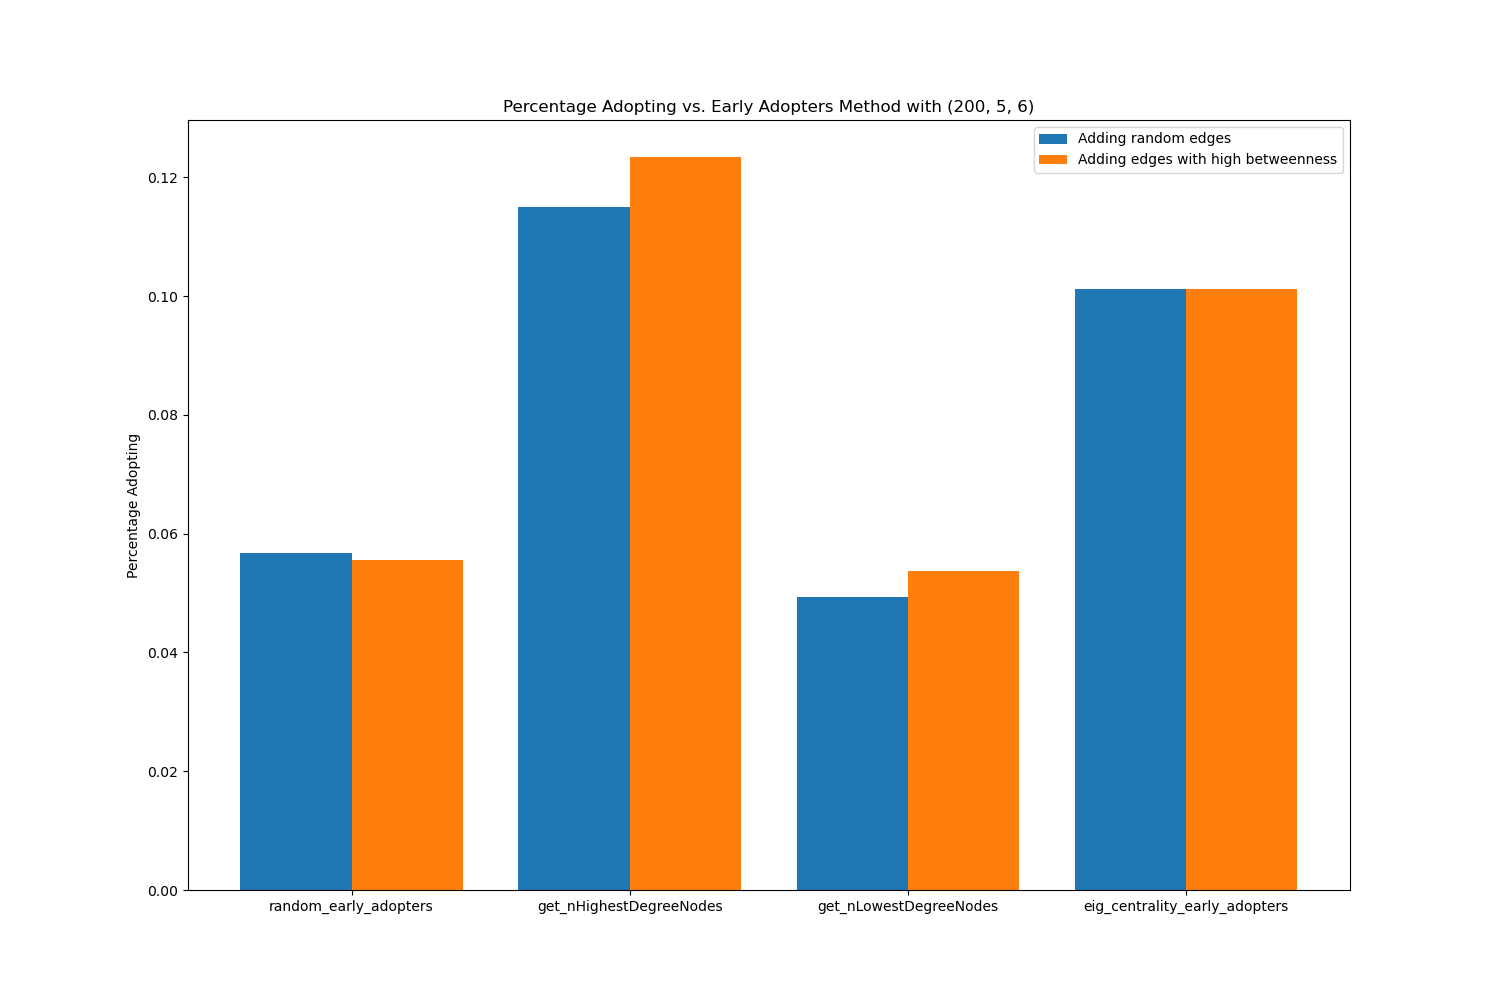 Percentage Adopting vs. Early Adopters Method with (200, 5, 6)
Adding random edges
Adding edges with high betweenness
0.12
0.10
0.08
0.06
0.04
0.02
0.00
Percentage Adopting
random_early_adopters
get_nHighestDegreeNodes
get_nLowestDegreeNodes
eig_centrality_early_adopters